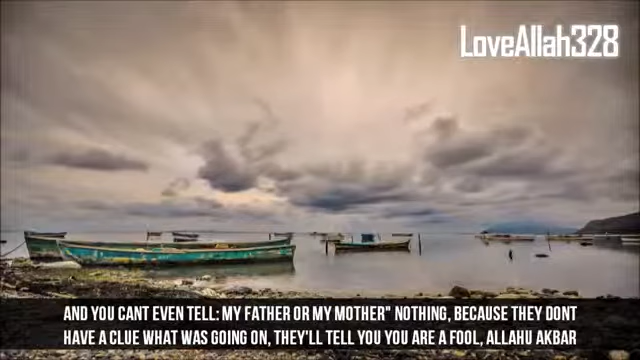 LoveAllah328
AND YOU CANT EVEN TELL: MY FATHER OR MY MOTHER" NOTHING, BECAUSE THEY DONT
HAVE A CLUE WHAT WAS GOING ON, THEY'LL TELL YOU YOU ARE A FOOL, ALLAHU AKBAR